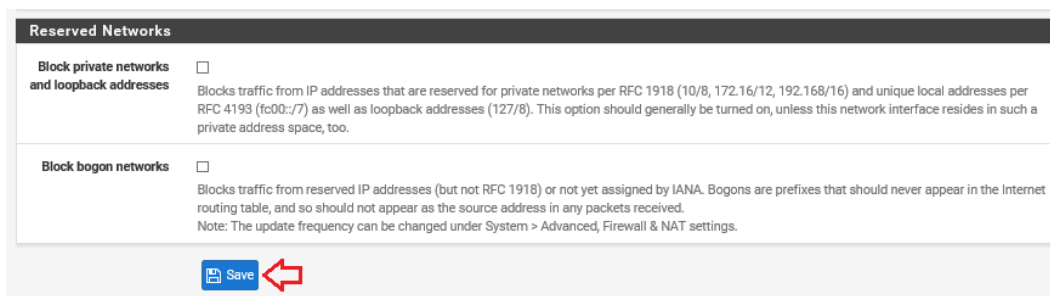 Reserved Networks
Block private networks
and loopback addresses
Blocks traffic from IP addresses that are reserved for private networks per RFC 1918 (10/8, 172.16/12, 192.168/16) and unique local addresses per
RFC 4193 (fc00::/7) as well as loopback addresses (127/8). This option should generally be turned on, unless this network interface resides in such a
private address space, too.
Block bogon networks
Blocks traffic from reserved IP addresses (but not RFC 1918) or not yet assigned by IANA. Bogons are prefixes that should never appear in the Internet
routing table, and so should not appear as the source address in any packets received.
Note: The update frequency can be changed under System > Advanced, Firewall & NAT settings.
Save